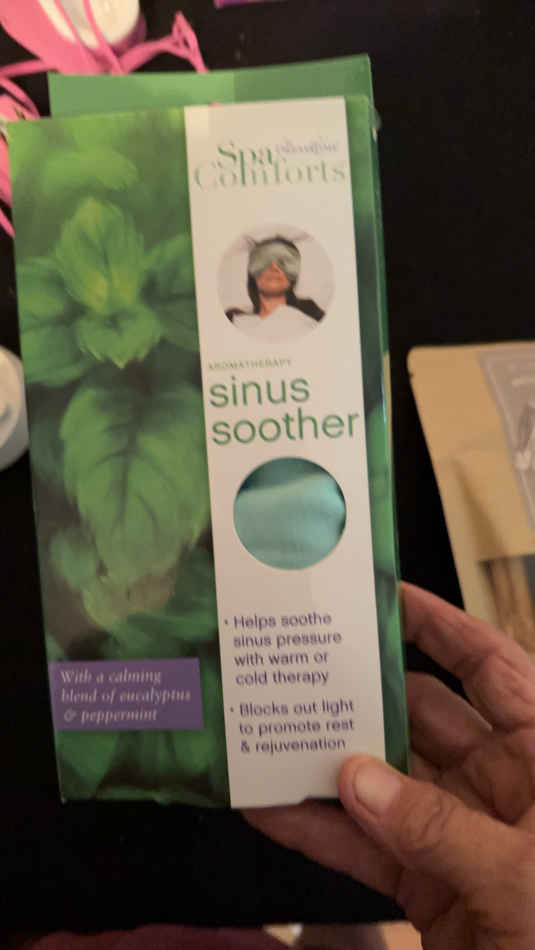 Spa
Comforts
AROMATHERAPY
sinus
soother
• Helps soothe
sinus pressure
with warm or
cold therapy
• Blocks out light
to promote rest
& rejuvenation
With a calming
blend of eucalyptus
& peppermint